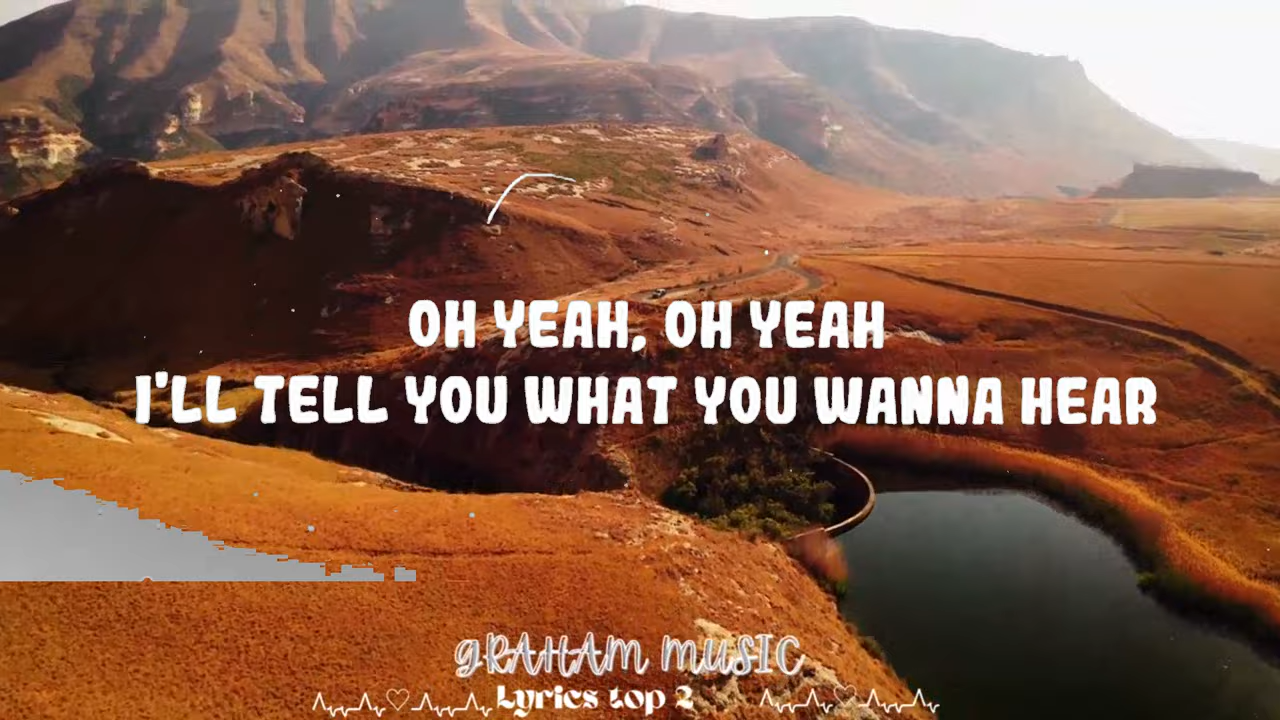 OH YEAH, OH YEAH
I'LL TELL YOU WHAT YOU WANNA HEAR
gRAHAM MUSIC
Lyrics top 2